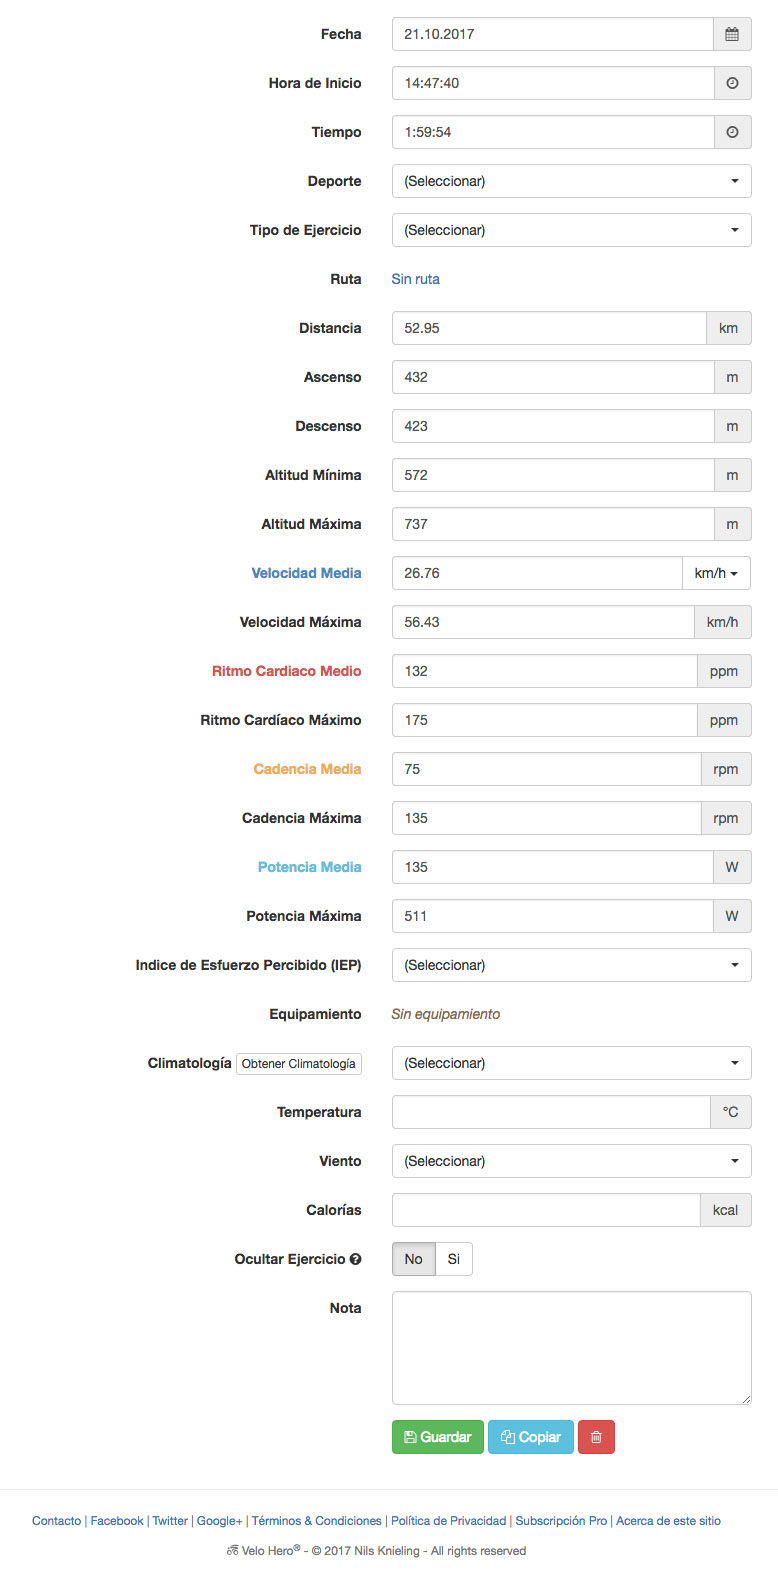 Fecha 21.10.2017
Hora de Inicio 14:47:40
Tiempo 1:59:54
Deporte (Seleccionar)
Tipo de Ejercicio (Seleccionar)
Ruta Sin ruta
Distancia 52.95 km
Ascenso 432 m
Descenso 423 m
Altitud Mínima 572 m
Altitud Máxima 737 m
Velocidad Media 26.76 km/h
Velocidad Máxima 56.43 km/h
Ritmo Cardiaco Medio 132 ppm
Ritmo Cardíaco Máximo 175 ppm
Cadencia Media 75 rpm
Cadencia Máxima 135 rpm
Potencia Media 135 W
Potencia Máxima 511 W
Indice de Esfuerzo Percibido (IEP) (Seleccionar)
Equipamiento Sin equipamiento
Climatología Obtener Climatología (Seleccionar)
Temperatura °C
Viento (Seleccionar)
Calorías kcal
Ocultar Ejercicio ? No Si
Nota
Guardar Copiar
Contacto | Facebook | Twitter | Google+ | Términos & Condiciones | Política de Privacidad | Subscripción Pro | Acerca de este sitio
Velo Hero® - © 2017 Nils Knieling - All rights reserved